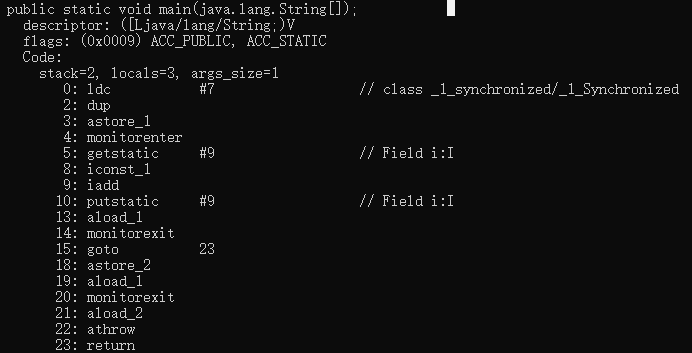 public static void main(java.lang.String[]);
descriptor: ([Ljava/lang/String;)V
flags: (0x0009) ACC_PUBLIC, ACC_STATIC
Code:
stack=2, locals=3, args_size=1
0: ldc #7 // class _1_synchronized/_1_Synchronized
2: dup
3: astore_1
4: monitorenter
5: getstatic #9 // Field i:I
8: iconst_1
9: iadd
10: putstatic #9 // Field i:I
13: aload_1
14: monitorexit
15: goto 23
18: astore_2
19: aload_1
20: monitorexit
21: aload_2
22: athrow
23: return